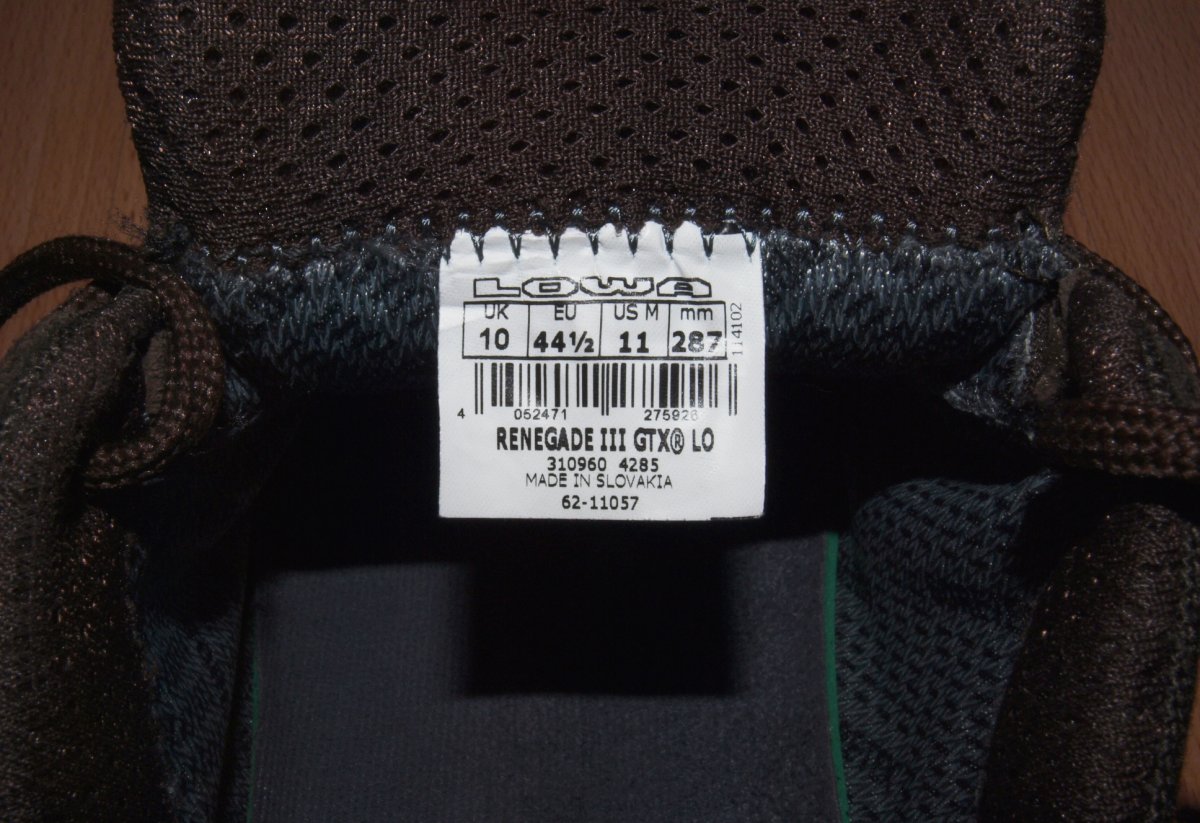 LOWA
UK EU US M mm
10 44½ 11 287
114102
4 052471 275926
RENEGADE III GTX® LO
310960 4285
MADE IN SLOVAKIA
62-11057